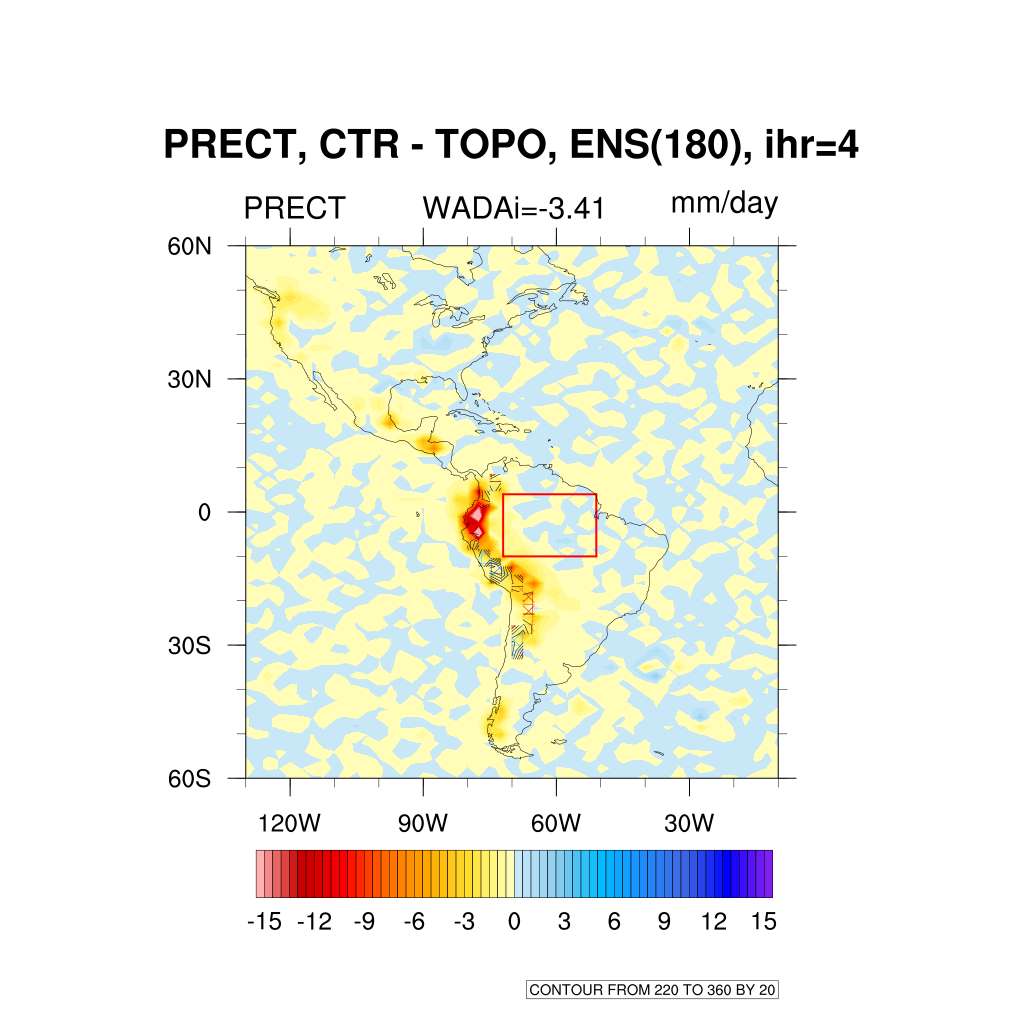 PRECT, CTR - TOPO, ENS(180), ihr=4
PRECT WADAi=-3.41 mm/day
60N
30N
0
30S
60S
120W 90W 60W 30W
-15 -12 -9 -6 -3 0 3 6 9 12 15
CONTOUR FROM 220 TO 360 BY 20